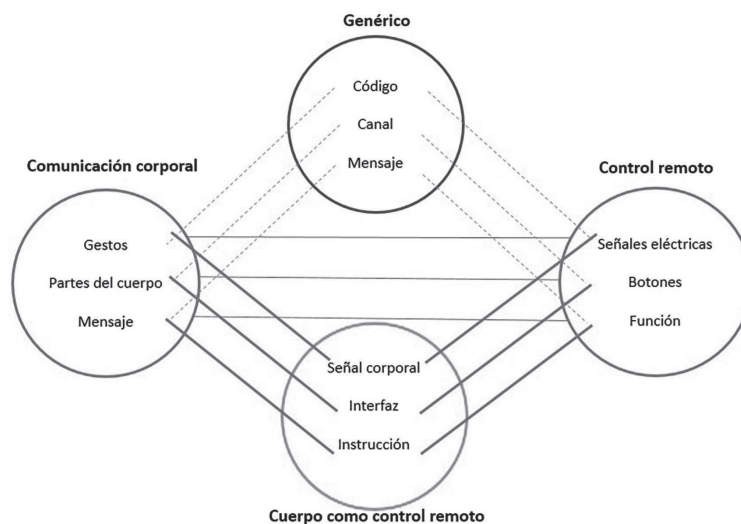 Genérico
Código
Canal
Mensaje
Comunicación corporal
Gestos
Partes del cuerpo
Mensaje
Control remoto
Señales eléctricas
Botones
Función
Señal corporal
Interfaz
Instrucción
Cuerpo como control remoto